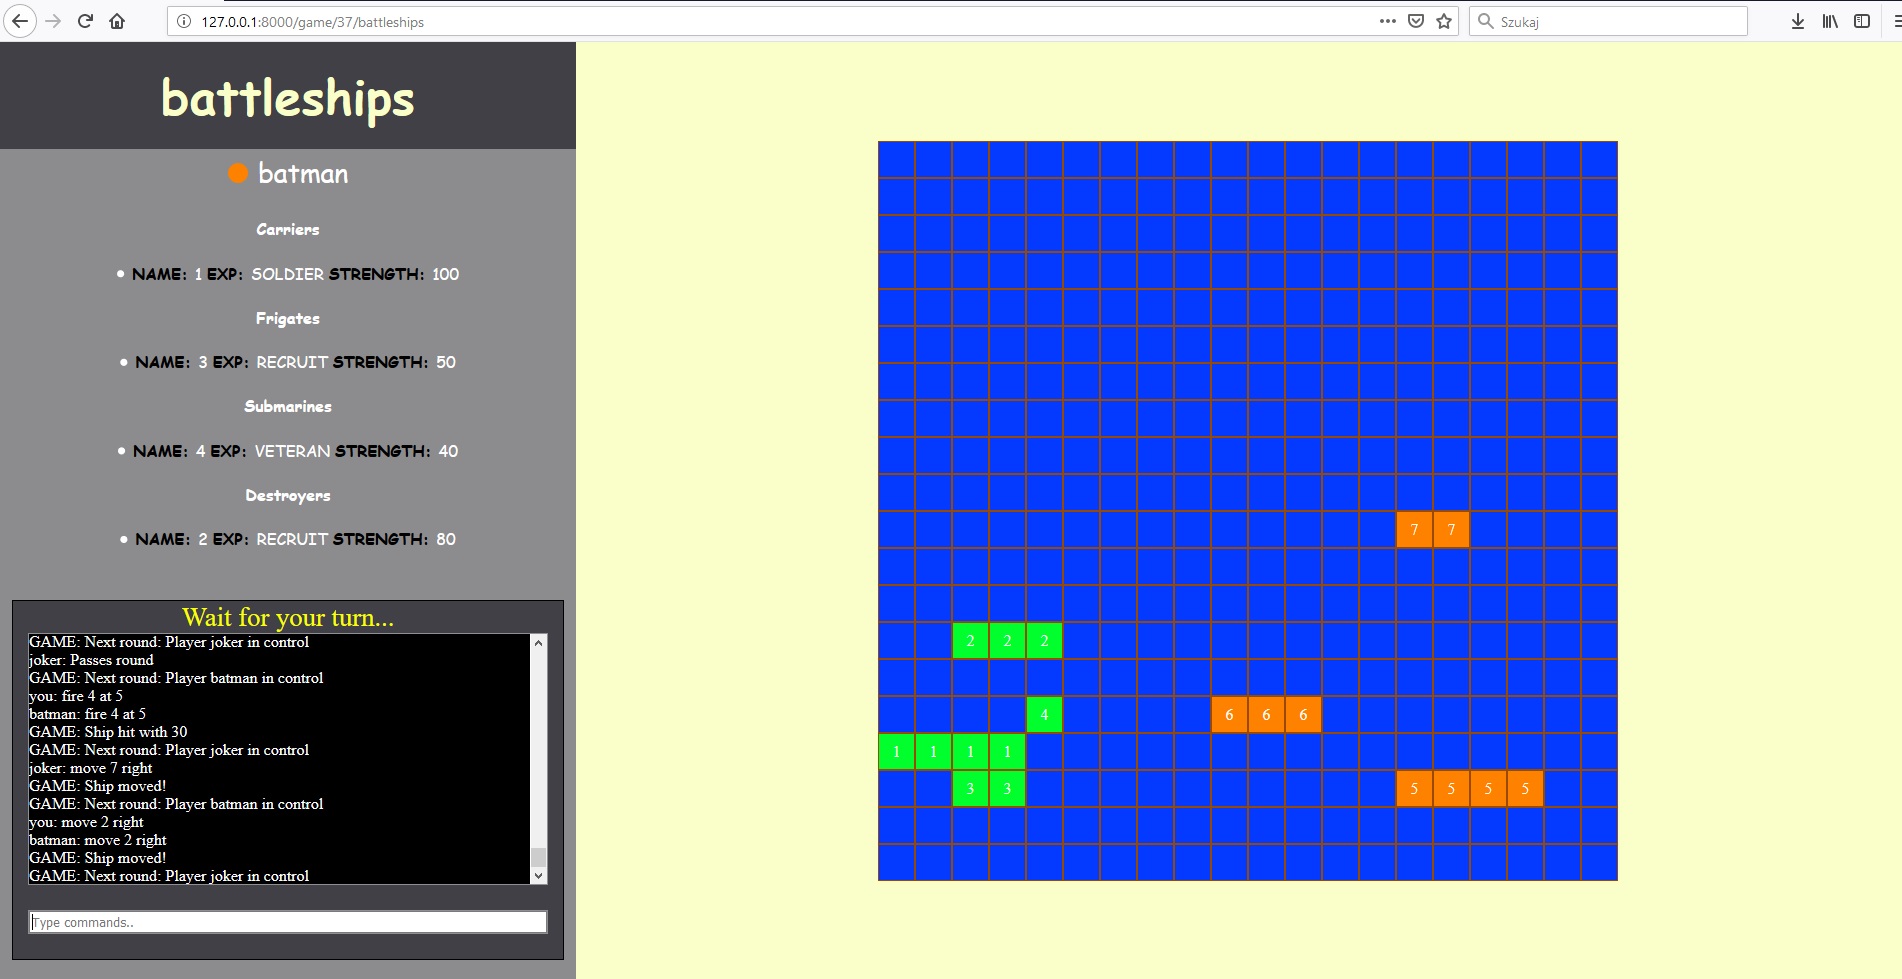 127.0.0.1:8000/game/37/battleships
Szukaj
battleships
batman
Carriers
• NAME: 1 EXP: SOLDIER STRENGTH: 100
Frigates
• NAME: 3 EXP: RECRUIT STRENGTH: 50
Submarines
• NAME: 4 EXP: VETERAN STRENGTH: 40
Destroyers
• NAME: 2 EXP: RECRUIT STRENGTH: 80
Wait for your turn...
GAME: Next round: Player joker in control
joker: Passes round
GAME: Next round: Player batman in control
you: fire 4 at 5
batman: fire 4 at 5
GAME: Ship hit with 30
GAME: Next round: Player joker in control
joker: move 7 right
GAME: Ship moved!
GAME: Next round: Player batman in control
you: move 2 right
batman: move 2 right
GAME: Ship moved!
GAME: Next round: Player joker in control
Type commands..
7 7
2 2 2
4 6 6 6
1 1 1 1
3 3 5 5 5 5